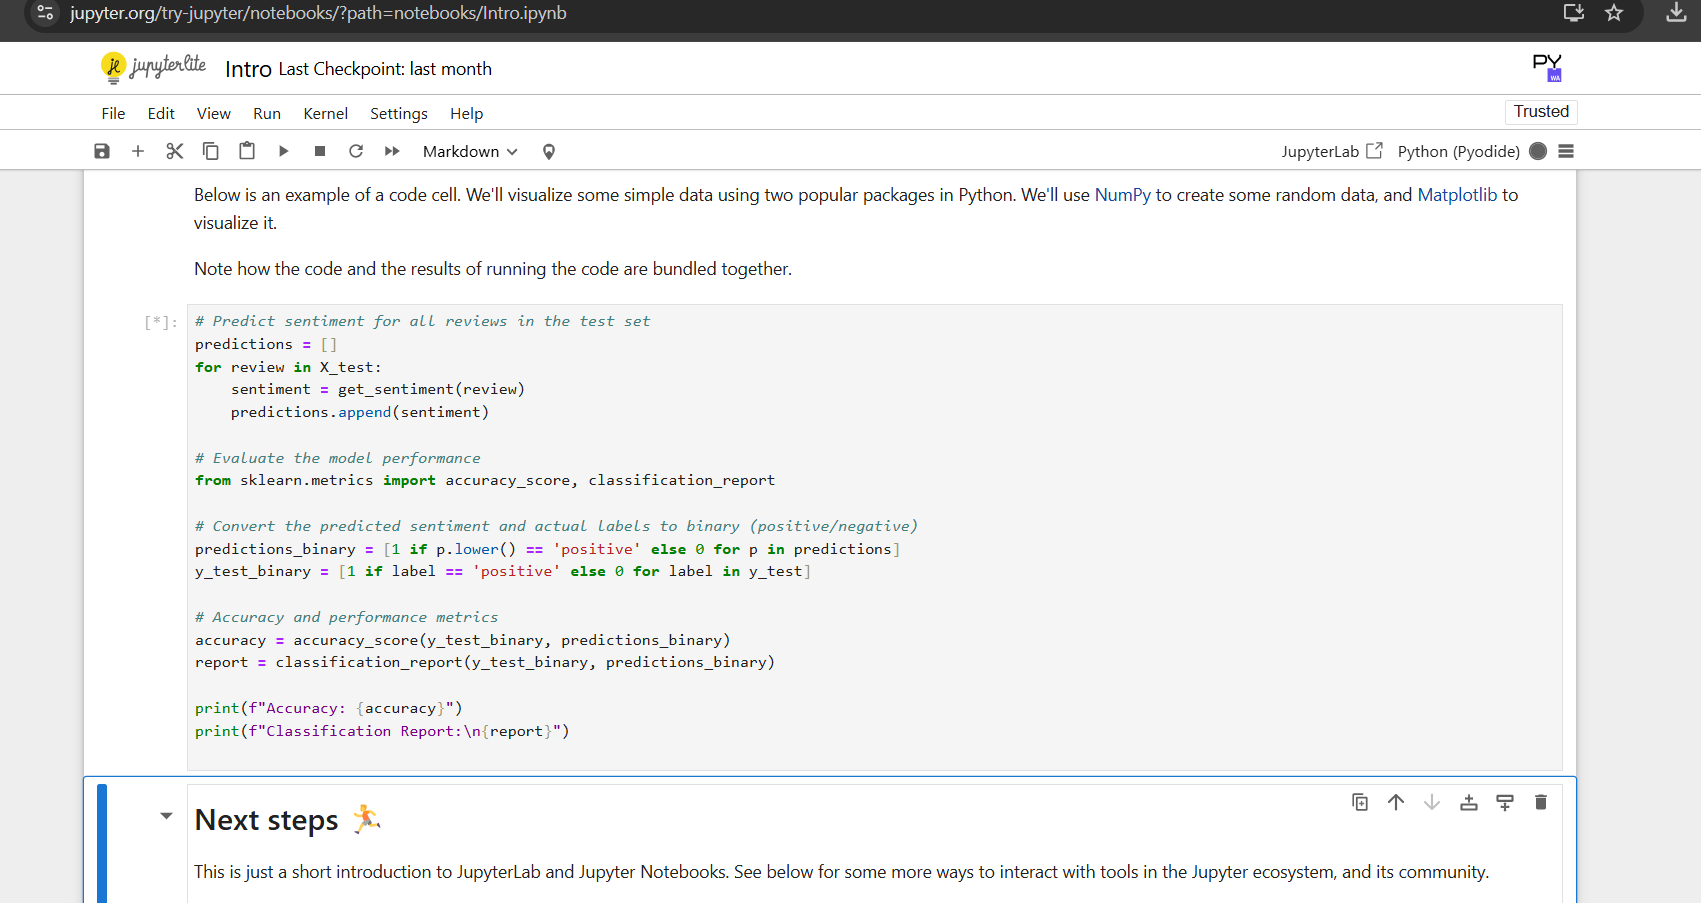 jupyter.org/try-jupyter/notebooks/?path=notebooks/Intro.ipynb
jupyterlite Intro Last Checkpoint: last month
PY
WA
File Edit View Run Kernel Settings Help
Trusted
Markdown
JupyterLab Python (Pyodide)
Below is an example of a code cell. We'll visualize some simple data using two popular packages in Python. We'll use NumPy to create some random data, and Matplotlib to
visualize it.
Note how the code and the results of running the code are bundled together.
[*]:
# Predict sentiment for all reviews in the test set
predictions = []
for review in X_test:
    sentiment = get_sentiment(review)
    predictions.append(sentiment)
# Evaluate the model performance
from sklearn.metrics import accuracy_score, classification_report
# Convert the predicted sentiment and actual labels to binary (positive/negative)
predictions_binary = [1 if p.lower() == 'positive' else 0 for p in predictions]
y_test_binary = [1 if label == 'positive' else 0 for label in y_test]
# Accuracy and performance metrics
accuracy = accuracy_score(y_test_binary, predictions_binary)
report = classification_report(y_test_binary, predictions_binary)
print(f"Accuracy: {accuracy}")
print(f"Classification Report:\n{report}")
Next steps 🏃
This is just a short introduction to JupyterLab and Jupyter Notebooks. See below for some more ways to interact with tools in the Jupyter ecosystem, and its community.